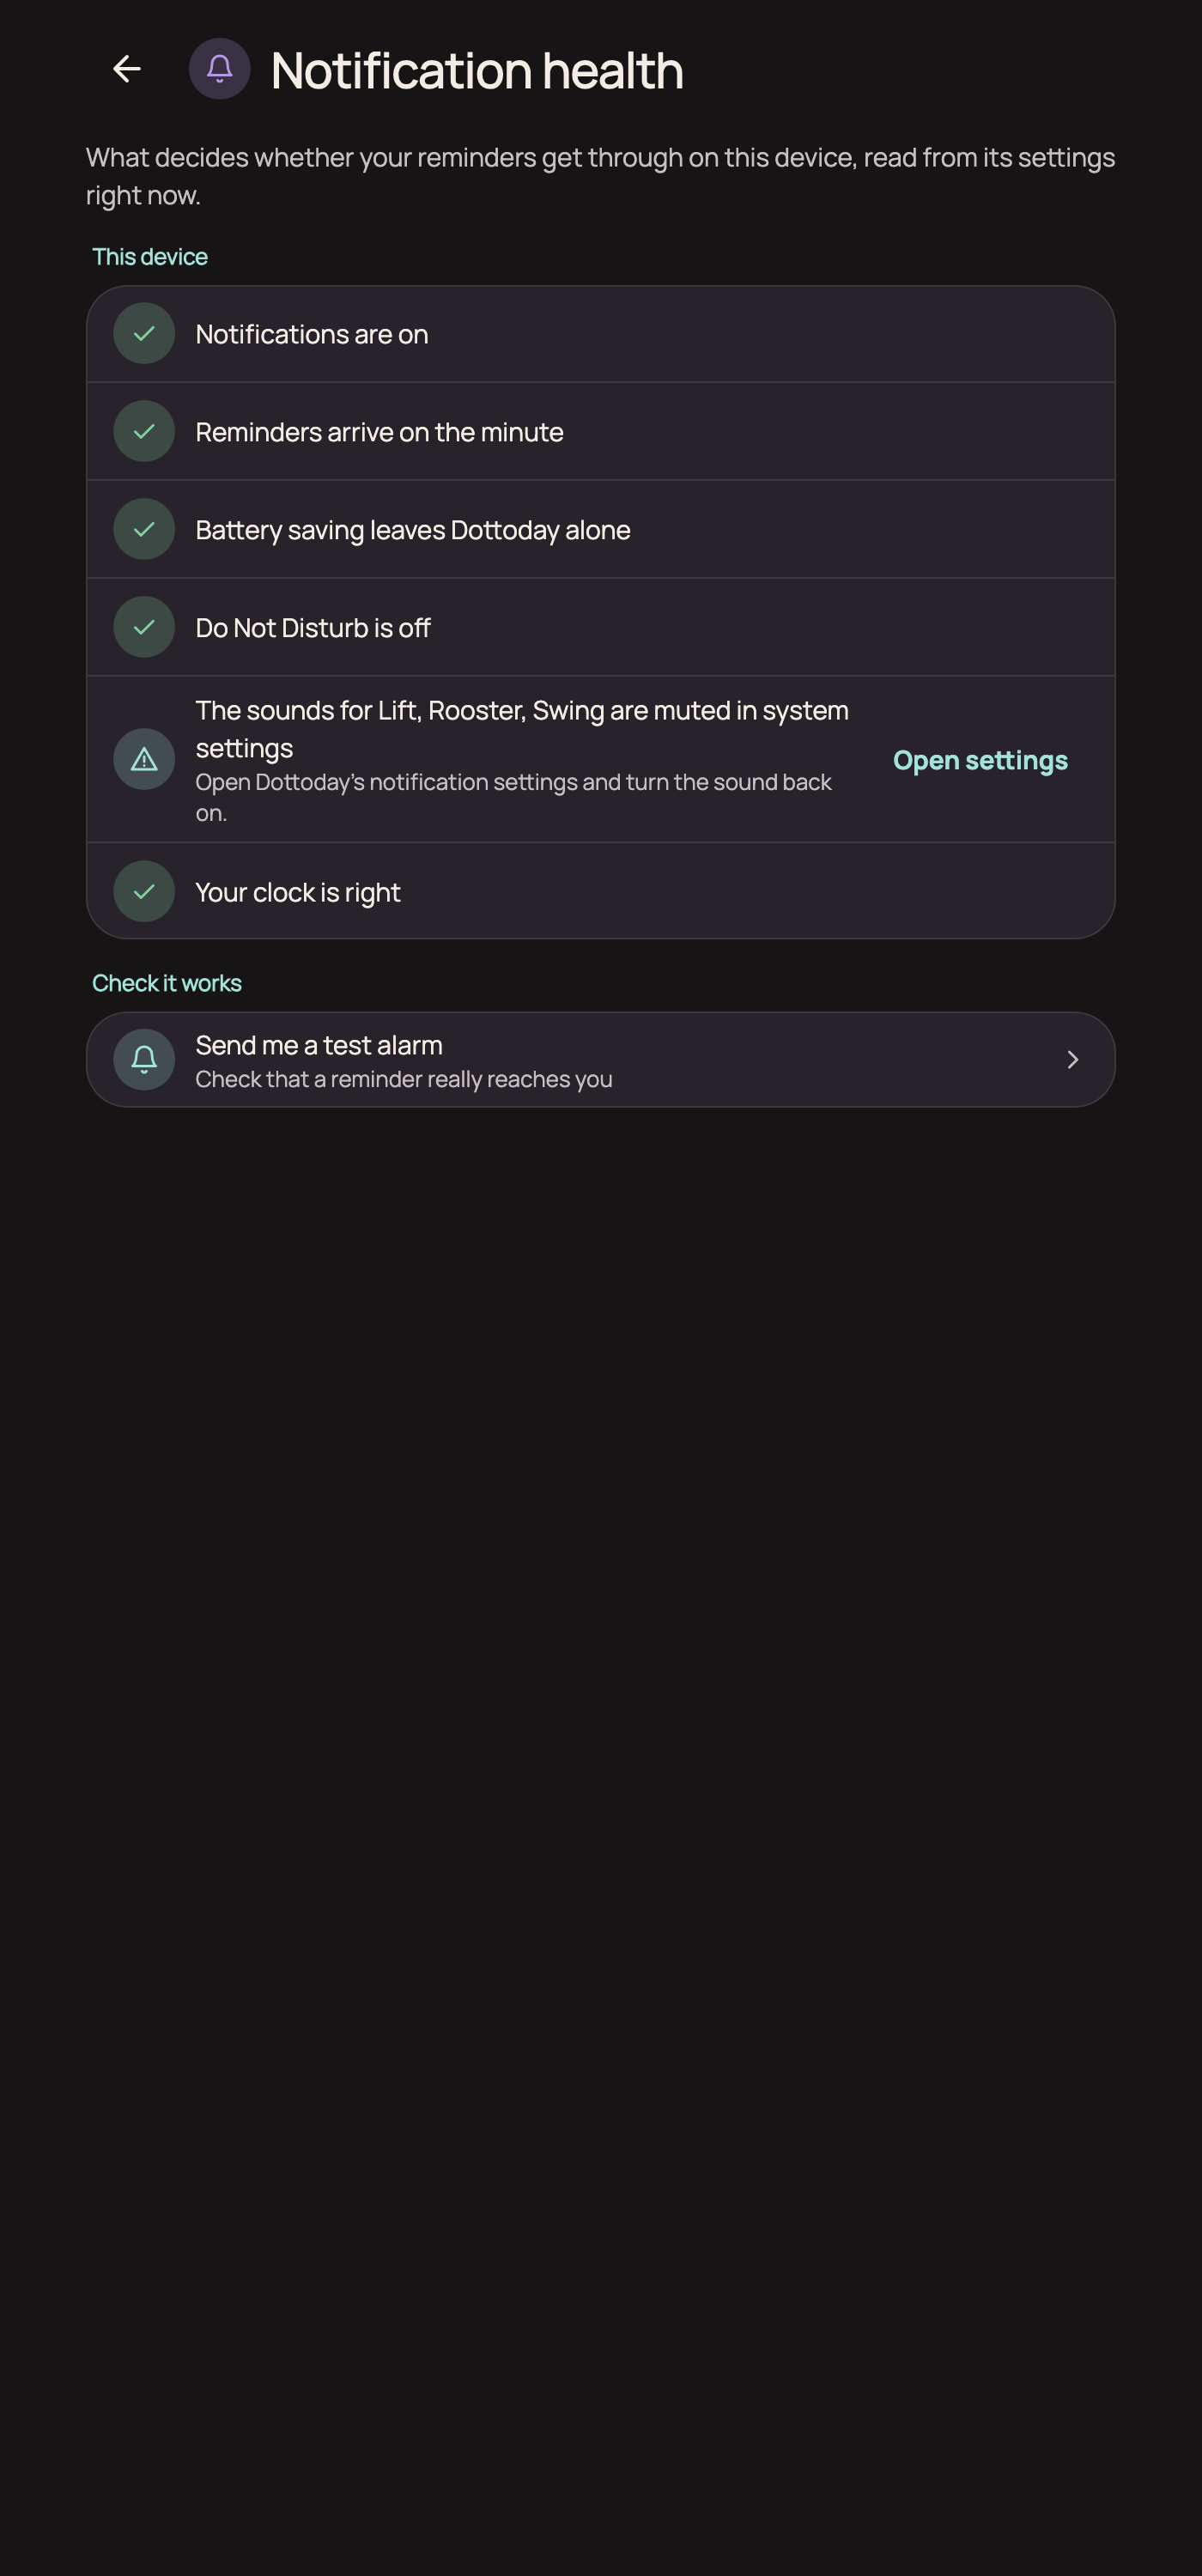 Notification health
What decides whether your reminders get through on this device, read from its settings
right now.
This device
Notifications are on
Reminders arrive on the minute
Battery saving leaves Dottoday alone
Do Not Disturb is off
The sounds for Lift, Rooster, Swing are muted in system
settings
Open Dottoday’s notification settings and turn the sound back
on.
Open settings
Your clock is right
Check it works
Send me a test alarm
Check that a reminder really reaches you